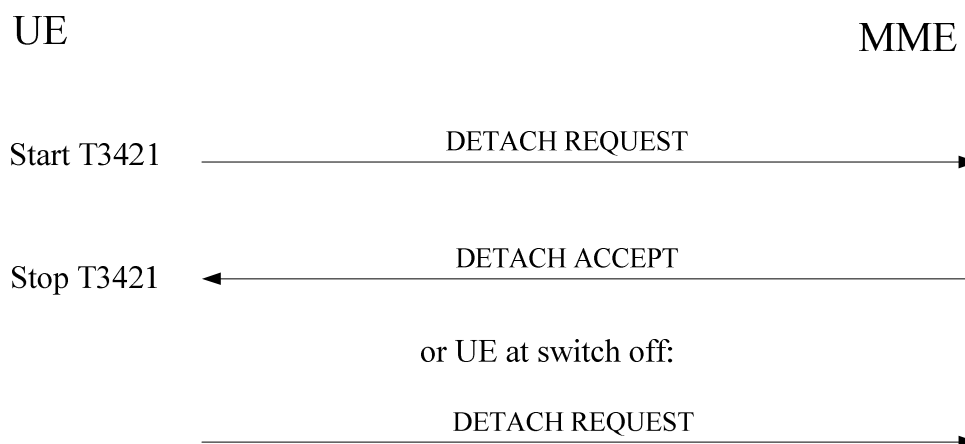 UE
MME
Start T3421
DETACH REQUEST
Stop T3421
DETACH ACCEPT
or UE at switch off:
DETACH REQUEST